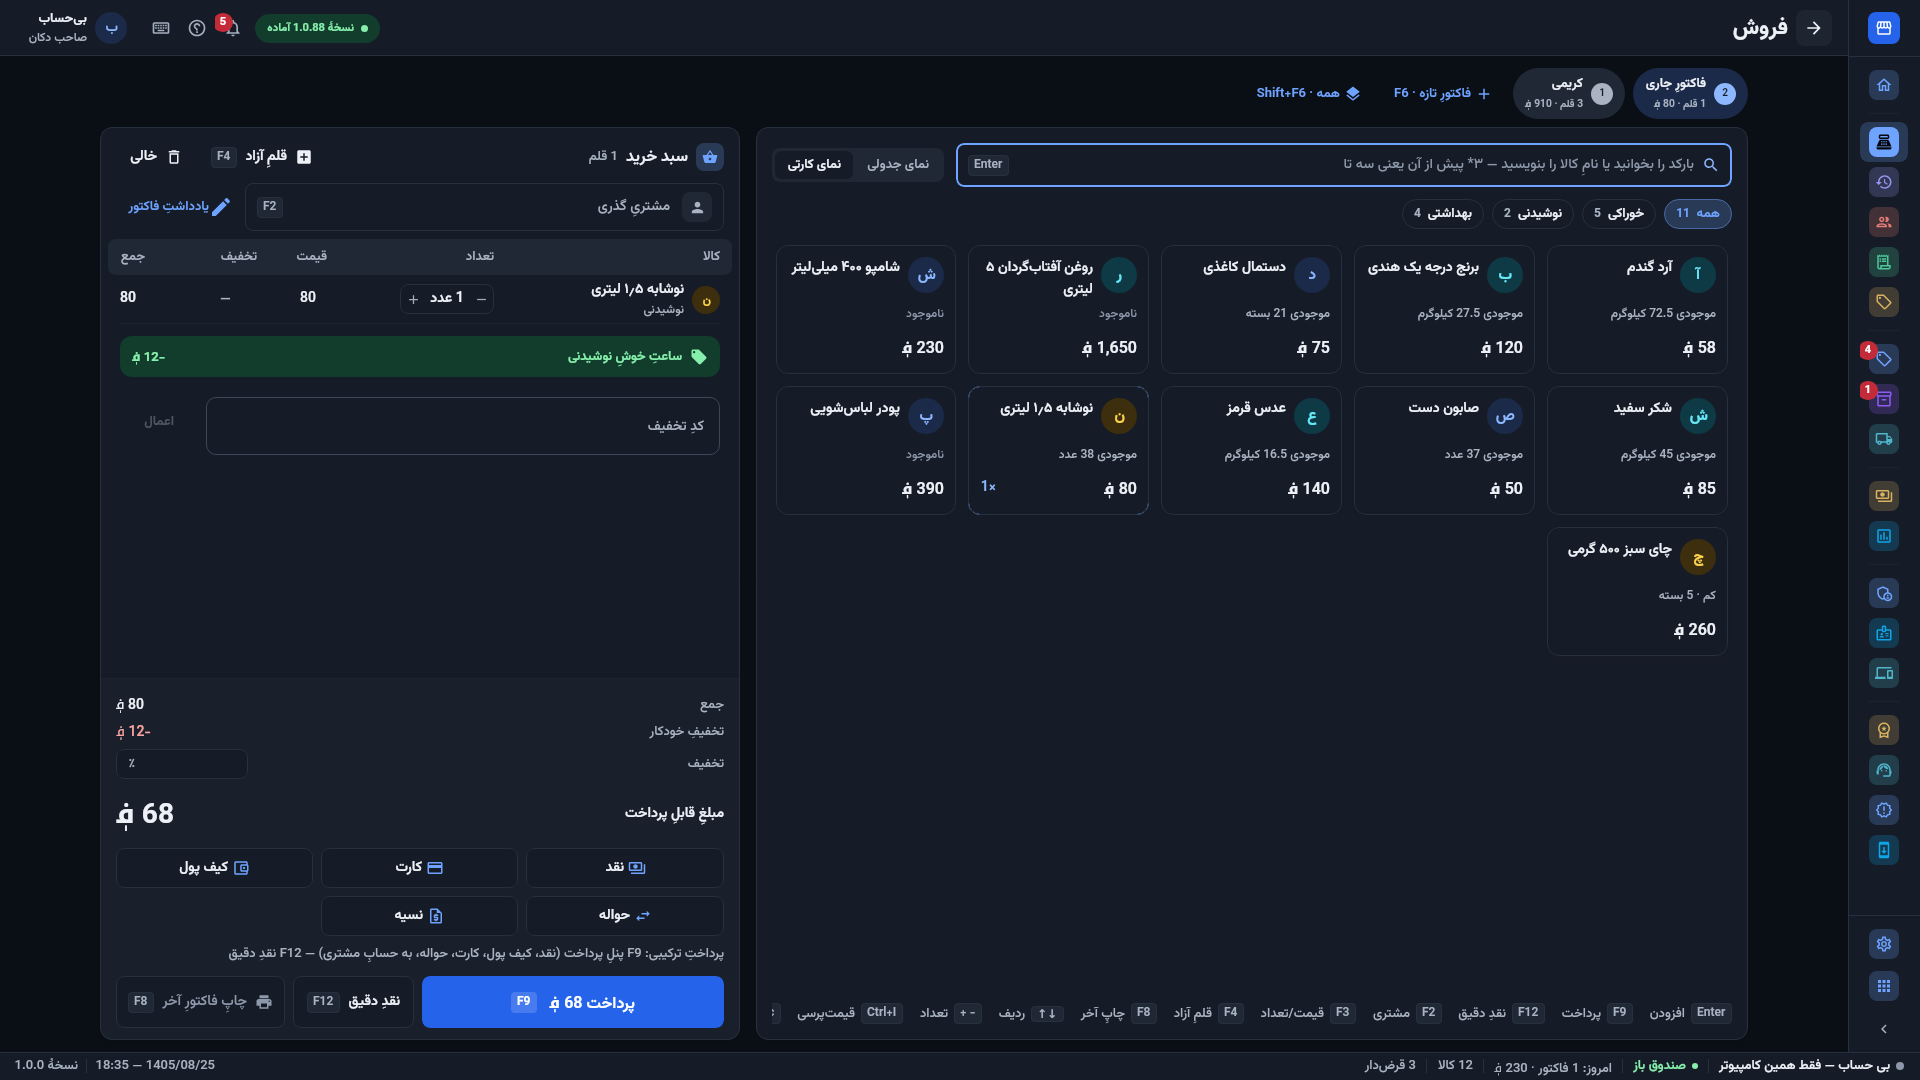 فروش
نسخهٔ 1.0.88 آماده
5
ب
بی‌حساب
صاحب دکان
2
فاکتورِ جاری
1 قلم · 80 ؋
1
کریمی
3 قلم · 910 ؋
فاکتورِ تازه · F6
همه · Shift+F6
بارکد را بخوانید یا نامِ کالا را بنویسید — ۳* پیش از آن یعنی سه تا
Enter
نمای جدولی
نمای کارتی
همه 11
خوراکی 5
نوشیدنی 2
بهداشتی 4
آ
آرد گندم
موجودی 72.5 کیلوگرم
58 ؋
ب
برنج درجه یک هندی
موجودی 27.5 کیلوگرم
120 ؋
د
دستمال کاغذی
موجودی 21 بسته
75 ؋
ر
روغن آفتاب‌گردان ۵ لیتری
ناموجود
1,650 ؋
ش
شامپو ۴۰۰ میلی‌لیتر
ناموجود
230 ؋
ش
شکر سفید
موجودی 45 کیلوگرم
85 ؋
ص
صابون دست
موجودی 37 عدد
50 ؋
ع
عدس قرمز
موجودی 16.5 کیلوگرم
140 ؋
ن
نوشابه ۱٫۵ لیتری
موجودی 38 عدد
80 ؋
1×
پ
پودر لباس‌شویی
ناموجود
390 ؋
چ
چای سبز ۵۰۰ گرمی
کم · 5 بسته
260 ؋
Enter افزودن
F9 پرداخت
F12 نقدِ دقیق
F2 مشتری
F3 قیمت/تعداد
F4 قلمِ آزاد
F8 چاپِ آخر
↑↓ ردیف
+ − تعداد
Ctrl+I قیمت‌پرسی
سبد خرید 1 قلم
قلمِ آزاد F4
خالی
مشتریِ گذری
F2
یادداشتِ فاکتور
کالا
تعداد
قیمت
تخفیف
جمع
ن
نوشابه ۱٫۵ لیتری
نوشیدنی
− 1 عدد +
80
—
80
ساعتِ خوشِ نوشیدنی
−12 ؋
کدِ تخفیف
اعمال
جمع
80 ؋
تخفیفِ خودکار
−12 ؋
تخفیف
٪
مبلغِ قابلِ پرداخت
68 ؋
نقد
کارت
کیف پول
حواله
نسیه
پرداختِ ترکیبی: F9 پنلِ پرداخت (نقد، کیف پول، کارت، حواله، به حسابِ مشتری) — F12 نقدِ دقیق
پرداخت 68 ؋ F9
نقدِ دقیق F12
چاپِ فاکتورِ آخر F8
4
1
بی حساب — فقط همین کامپیوتر
صندوق باز
امروز: 1 فاکتور · 230 ؋
12 کالا
3 قرض‌دار
1405/08/25 — 18:35
نسخهٔ 1.0.0